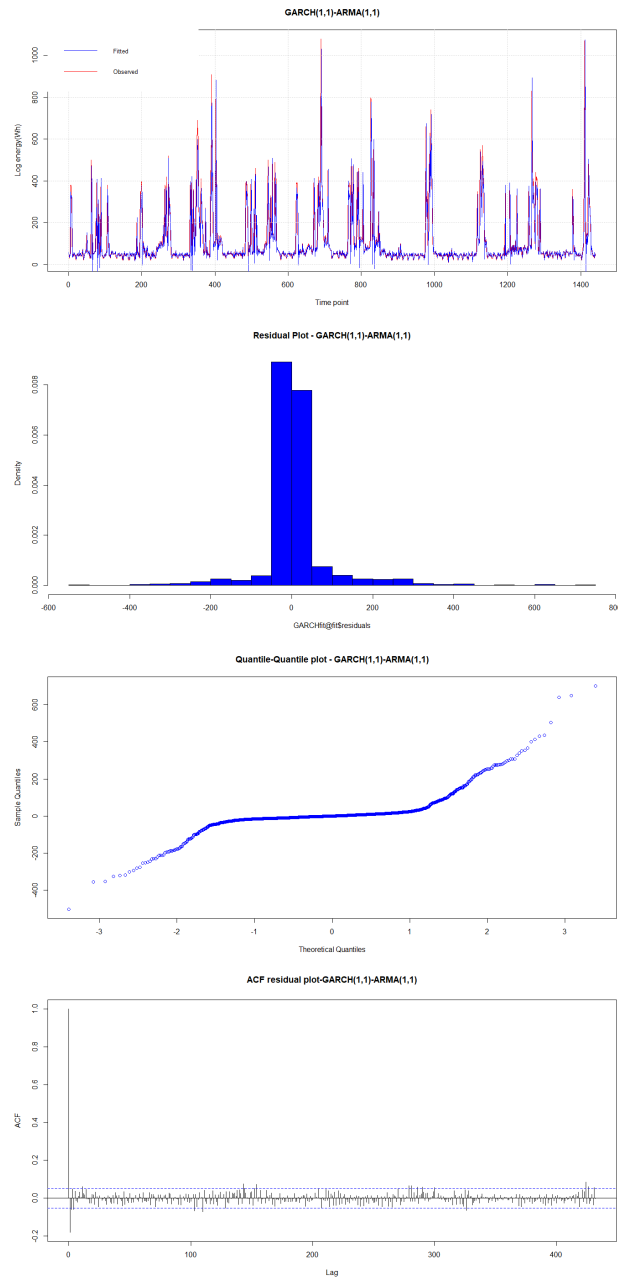 GARCH(1,1)-ARMA(1,1)
Log energy(Wh)
1000
800
600
400
200
0
Fitted
Observed
0 200 400 600 800 1000 1200 1400
Time point
Residual Plot - GARCH(1,1)-ARMA(1,1)
Density
0.008
0.006
0.004
0.002
0.000
-600 -400 -200 0 200 400 600 800
GARCHfit@fit$residuals
Quantile-Quantile plot - GARCH(1,1)-ARMA(1,1)
Sample Quantiles
600
400
200
0
-200
-400
-3 -2 -1 0 1 2 3
Theoretical Quantiles
ACF residual plot-GARCH(1,1)-ARMA(1,1)
ACF
1.0
0.8
0.6
0.4
0.2
0.0
-0.2
0 100 200 300 400
Lag